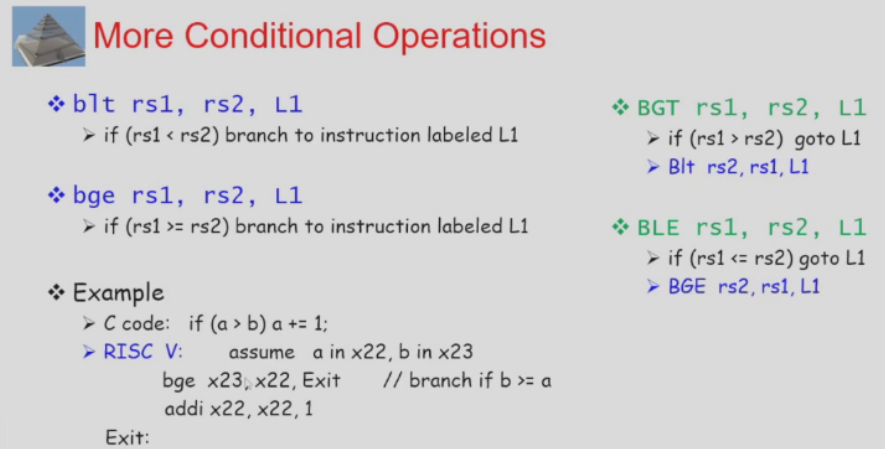 More Conditional Operations
❖ blt rs1, rs2, L1
➢ if (rs1 < rs2) branch to instruction labeled L1
❖ bge rs1, rs2, L1
➢ if (rs1 >= rs2) branch to instruction labeled L1
❖ Example
➢ C code: if (a > b) a += 1;
➢ RISC V: assume a in x22, b in x23
bge x23, x22, Exit // branch if b >= a
addi x22, x22, 1
Exit:
❖ BGT rs1, rs2, L1
➢ if (rs1 > rs2) goto L1
➢ Blt rs2, rs1, L1
❖ BLE rs1, rs2, L1
➢ if (rs1 <= rs2) goto L1
➢ BGE rs2, rs1, L1